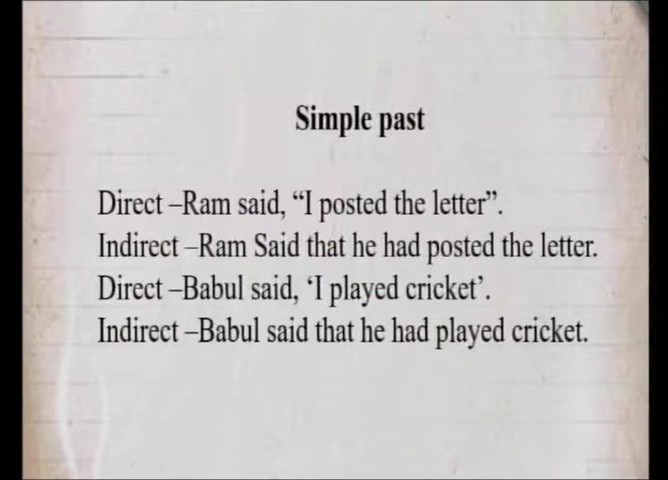 Simple past
Direct –Ram said, “I posted the letter”.
Indirect –Ram Said that he had posted the letter.
Direct –Babul said, ‘I played cricket’.
Indirect –Babul said that he had played cricket.